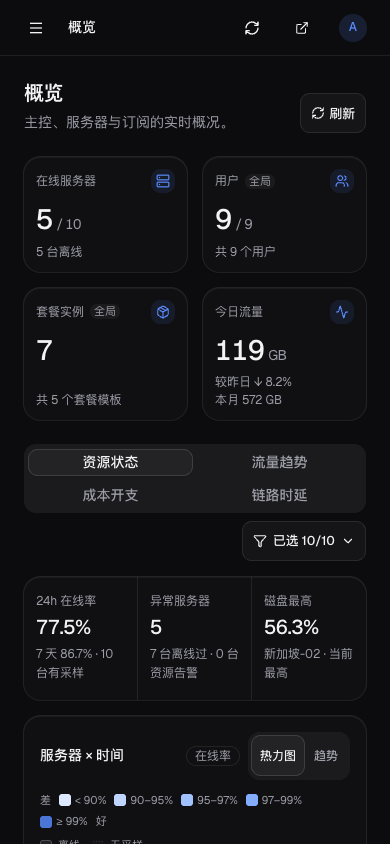 概览
A
概览
主控、服务器与订阅的实时概况。
刷新
在线服务器
5 / 10
5 台离线
用户 全局
9 / 9
共 9 个用户
套餐实例 全局
7
共 5 个套餐模板
今日流量
119 GB
较昨日 ↓ 8.2%
本月 572 GB
资源状态
流量趋势
成本开支
链路时延
已选 10/10
24h 在线率
77.5%
7 天 86.7% · 10
台有采样
异常服务器
5
7 台离线过 · 0 台
资源告警
磁盘最高
56.3%
新加坡-02 · 当前
最高
服务器 × 时间
在线率
热力图
趋势
差 < 90% 90–95% 95–97% 97–99%
≥ 99% 好